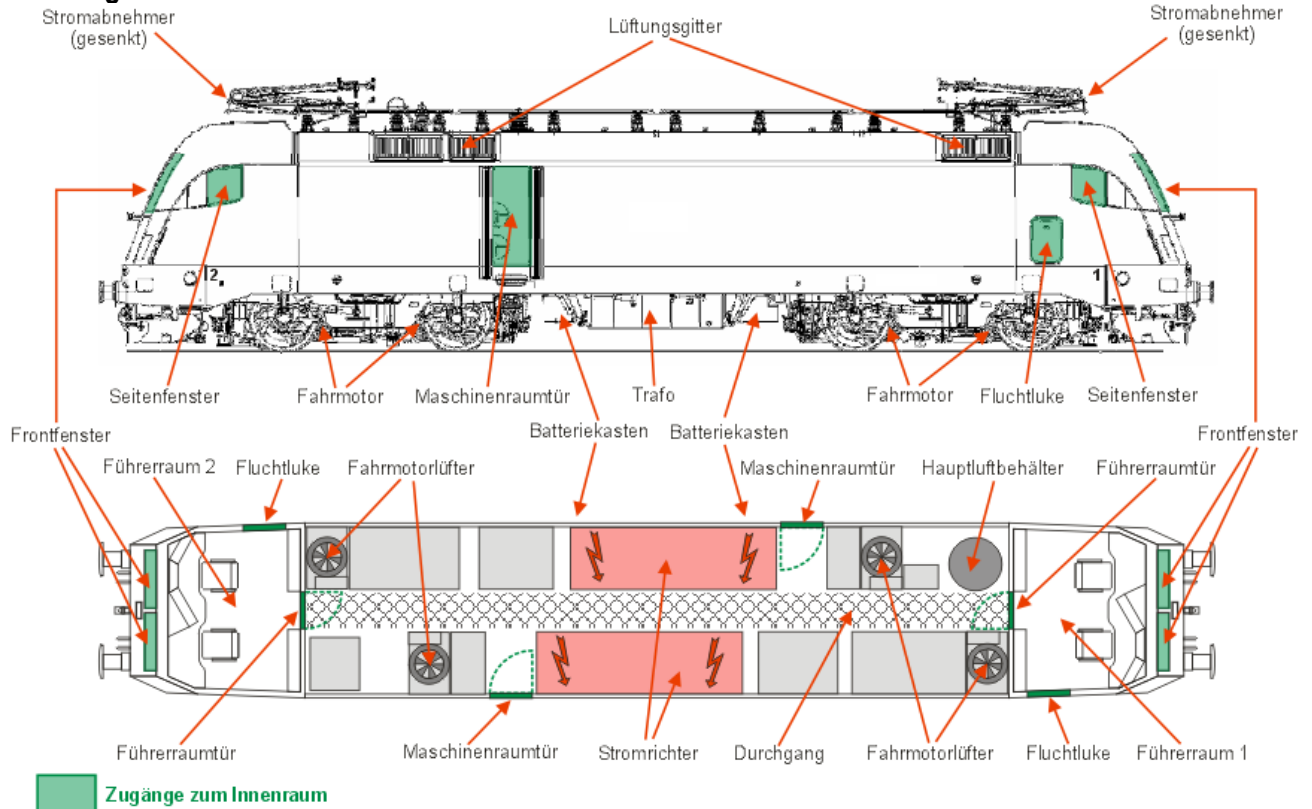 Stromabnehmer
(gesenkt)
Lüftungsgitter
Stromabnehmer
(gesenkt)
2
1
Seitenfenster
Fahrmotor
Maschinenraumtür
Trafo
Fahrmotor
Fluchtluke
Seitenfenster
Frontfenster
Batteriekasten
Batteriekasten
Frontfenster
Führerraum 2
Fluchtluke
Fahrmotorlüfter
Maschinenraumtür
Hauptluftbehälter
Führerraumtür
Führerraumtür
Maschinenraumtür
Stromrichter
Durchgang
Fahrmotorlüfter
Fluchtluke
Führerraum 1
Zugänge zum Innenraum